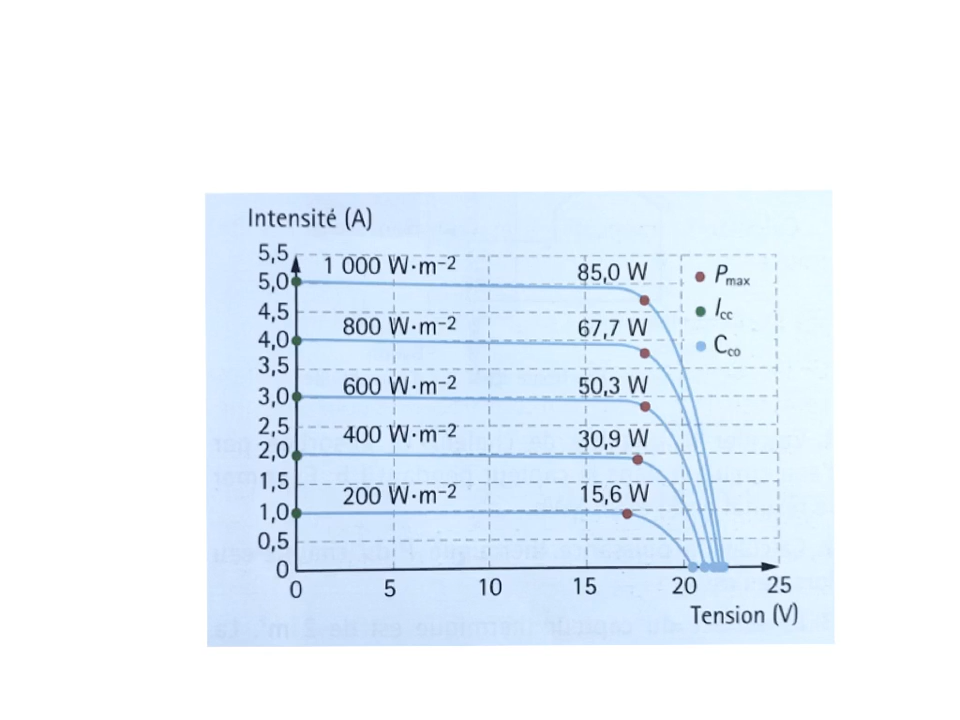 Intensité (A)
5,5
5,0
4,5
4,0
3,5
3,0
2,5
2,0
1,5
1,0
0,5
0
1 000 W·m−2
85,0 W
800 W·m−2
67,7 W
600 W·m−2
50,3 W
400 W·m−2
30,9 W
200 W·m−2
15,6 W
Pmax
Icc
Cco
0 5 10 15 20 25
Tension (V)